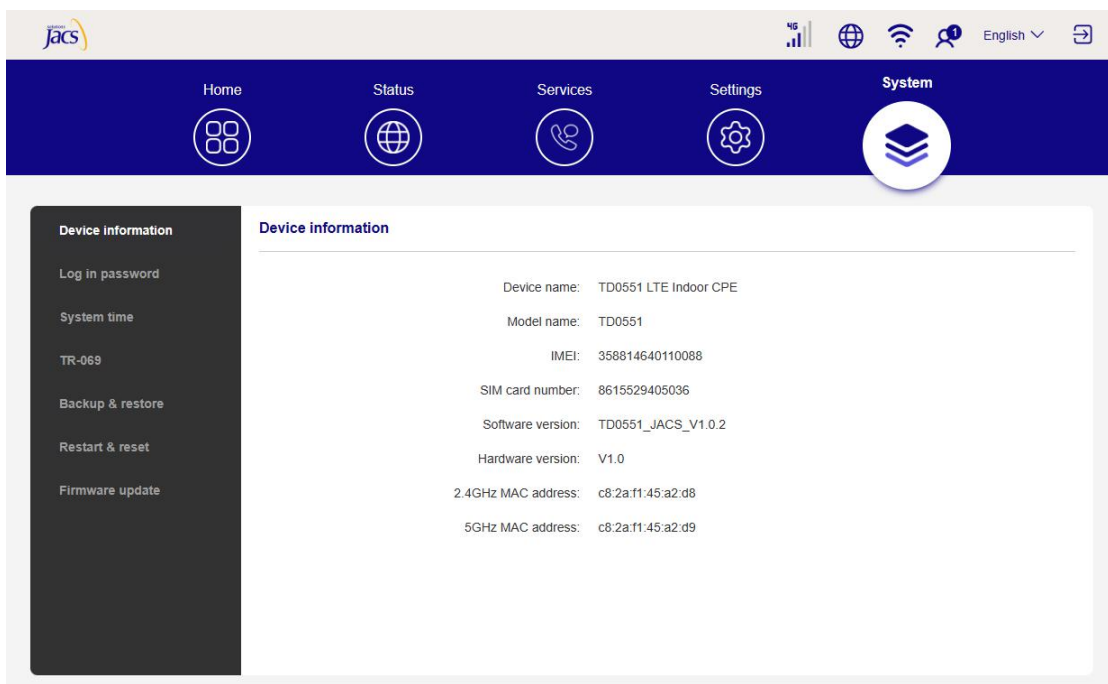 solutions
jacs
4G
1
English
Home
Status
Services
Settings
System
Device information
Log in password
System time
TR-069
Backup & restore
Restart & reset
Firmware update
Device information
Device name: TD0551 LTE Indoor CPE
Model name: TD0551
IMEI: 358814640110088
SIM card number: 8615529405036
Software version: TD0551_JACS_V1.0.2
Hardware version: V1.0
2.4GHz MAC address: c8:2a:f1:45:a2:d8
5GHz MAC address: c8:2a:f1:45:a2:d9